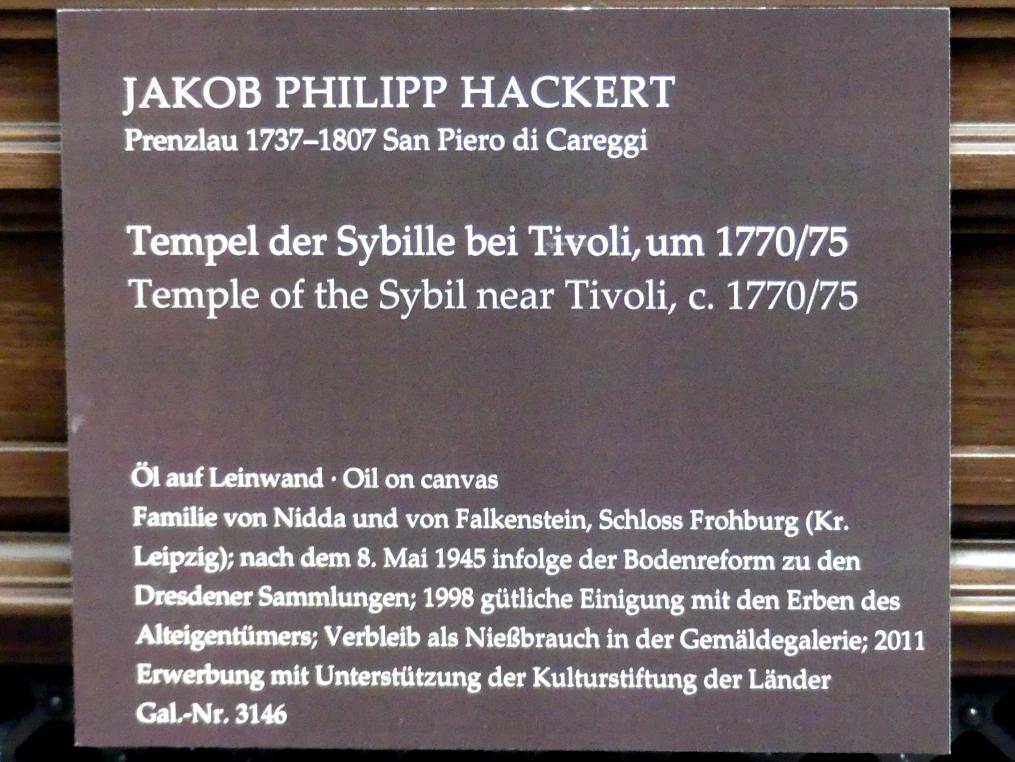 JAKOB PHILIPP HACKERT
Prenzlau 1737–1807 San Piero di Careggi
Tempel der Sybille bei Tivoli, um 1770/75
Temple of the Sybil near Tivoli, c. 1770/75
Öl auf Leinwand · Oil on canvas
Familie von Nidda und von Falkenstein, Schloss Frohburg (Kr.
Leipzig); nach dem 8. Mai 1945 infolge der Bodenreform zu den
Dresdener Sammlungen; 1998 gütliche Einigung mit den Erben des
Alteigentümers; Verbleib als Nießbrauch in der Gemäldegalerie; 2011
Erwerbung mit Unterstützung der Kulturstiftung der Länder
Gal.-Nr. 3146